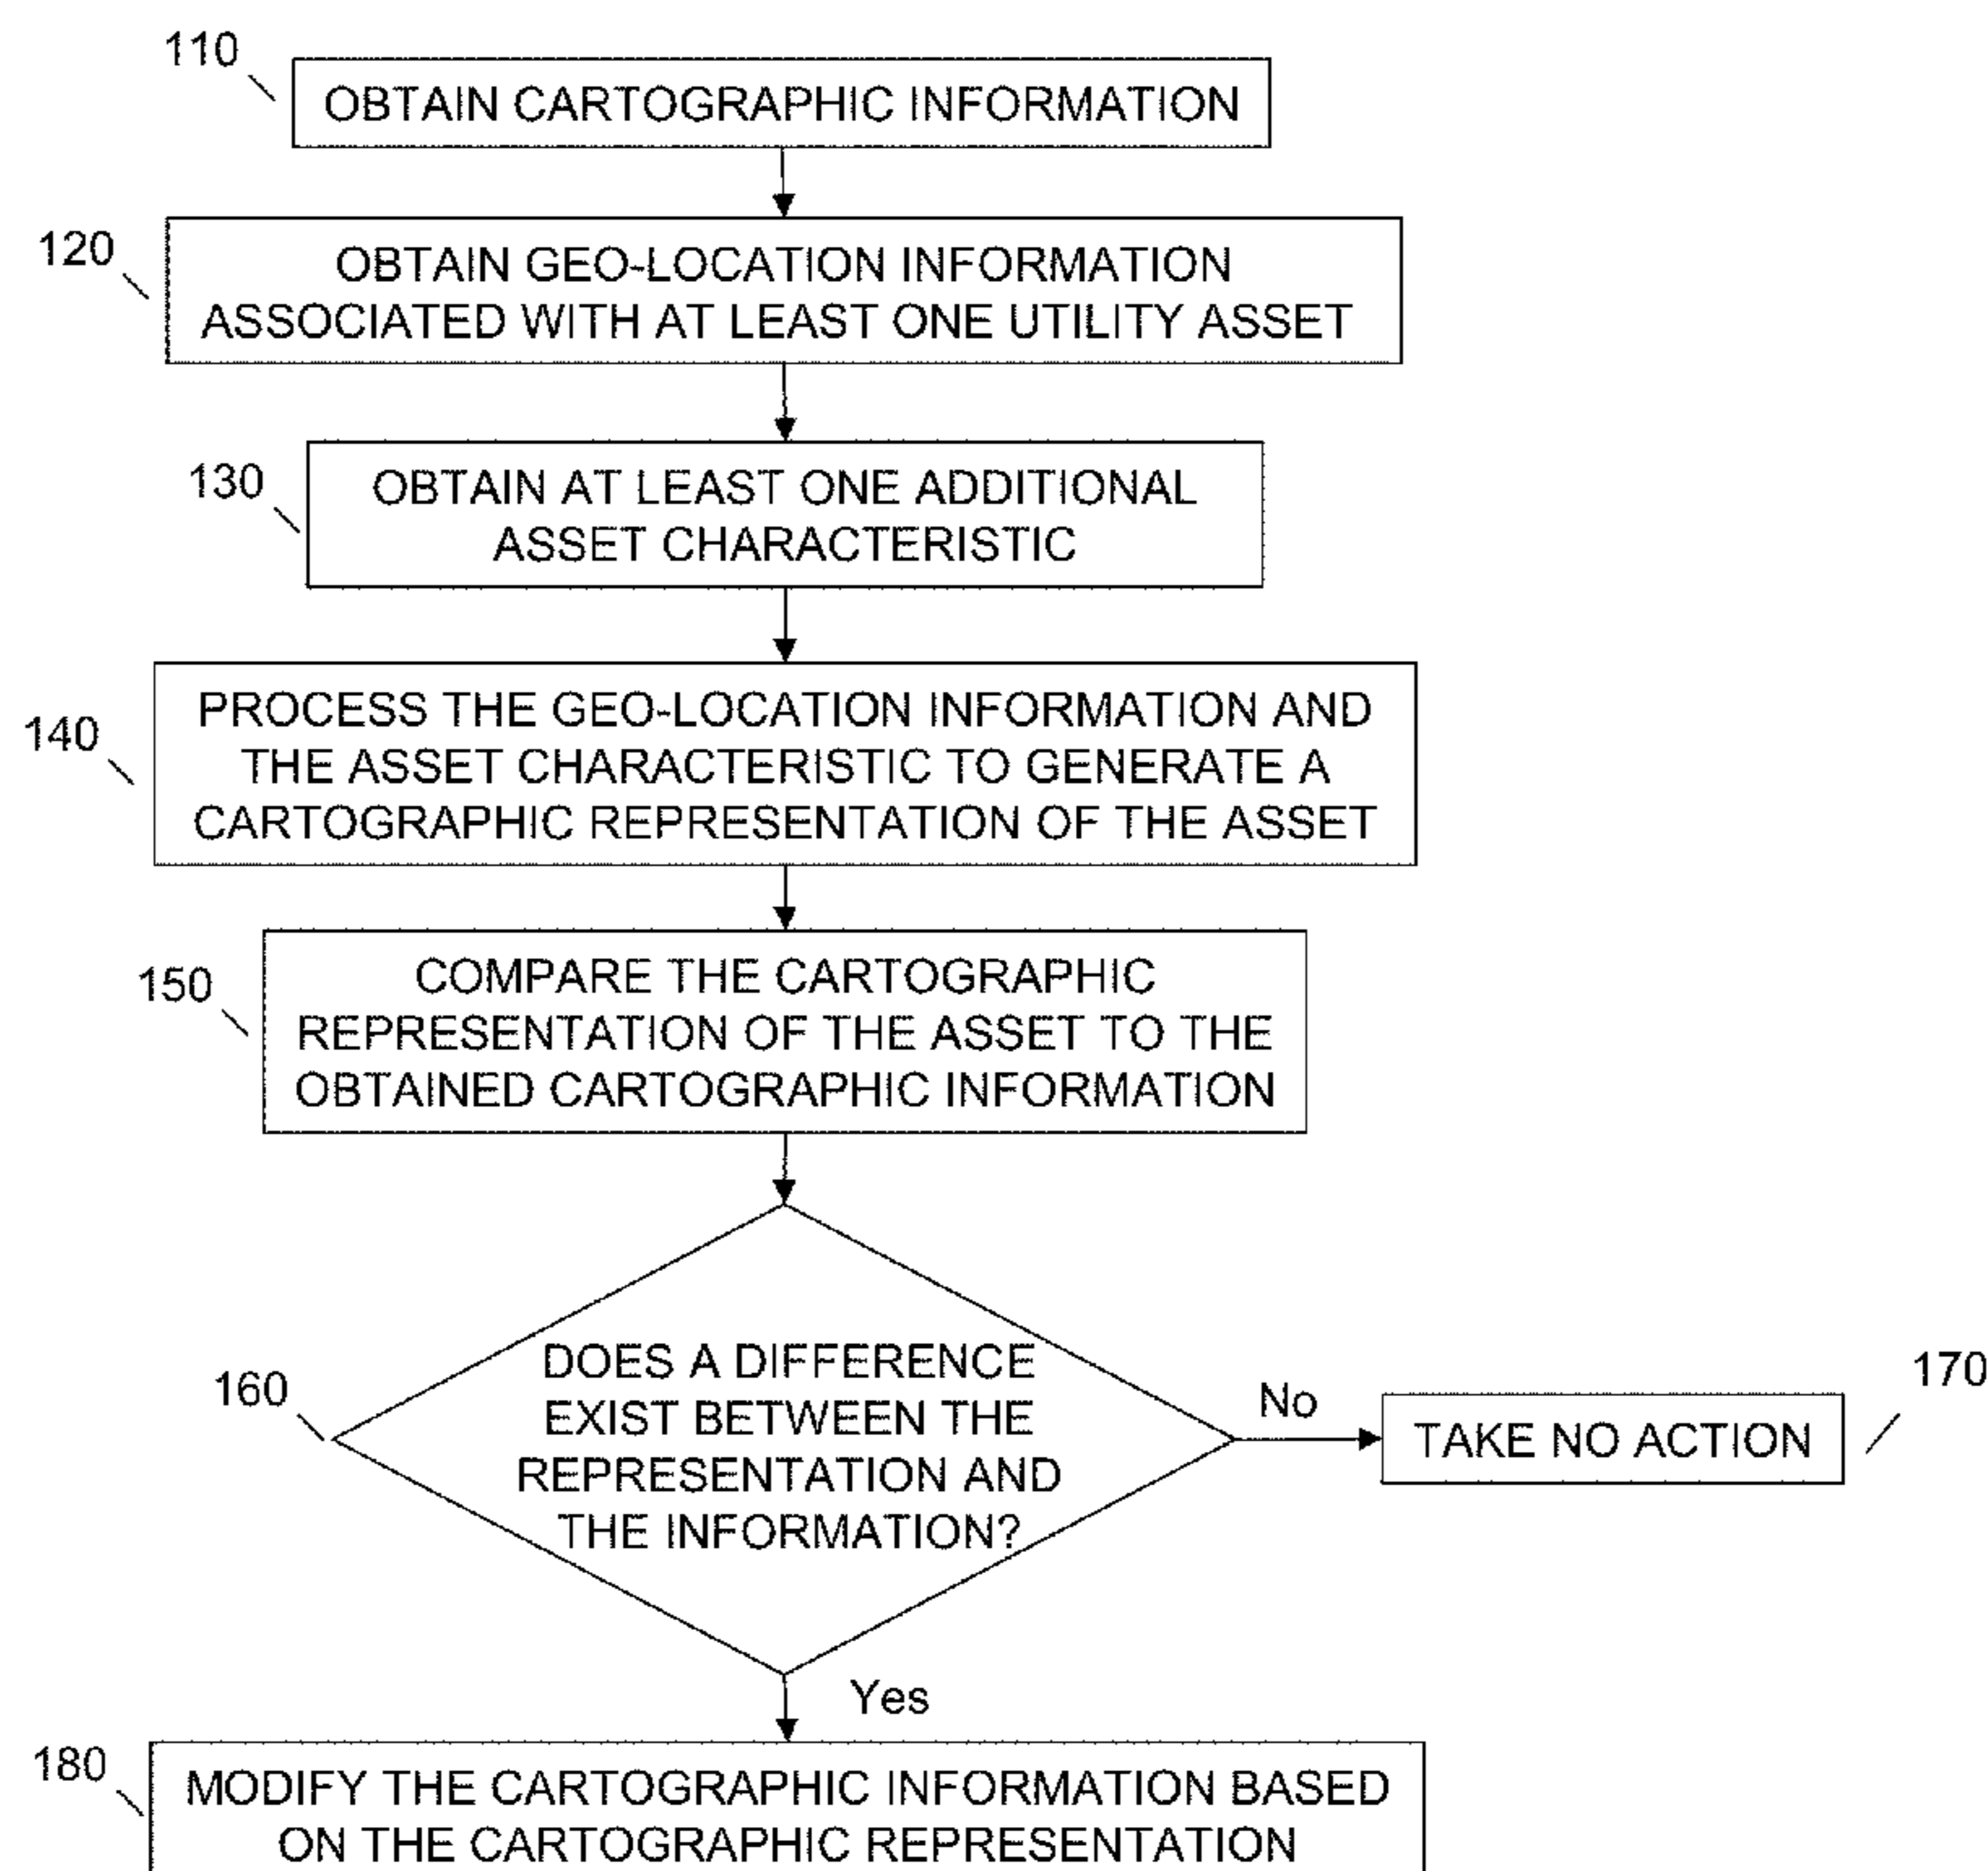 110
OBTAIN CARTOGRAPHIC INFORMATION
120
OBTAIN GEO-LOCATION INFORMATION
ASSOCIATED WITH AT LEAST ONE UTILITY ASSET
130
OBTAIN AT LEAST ONE ADDITIONAL
ASSET CHARACTERISTIC
140
PROCESS THE GEO-LOCATION INFORMATION AND
THE ASSET CHARACTERISTIC TO GENERATE A
CARTOGRAPHIC REPRESENTATION OF THE ASSET
150
COMPARE THE CARTOGRAPHIC
REPRESENTATION OF THE ASSET TO THE
OBTAINED CARTOGRAPHIC INFORMATION
160
DOES A DIFFERENCE
EXIST BETWEEN THE
REPRESENTATION AND
THE INFORMATION?
No
TAKE NO ACTION
170
Yes
180
MODIFY THE CARTOGRAPHIC INFORMATION BASED
ON THE CARTOGRAPHIC REPRESENTATION